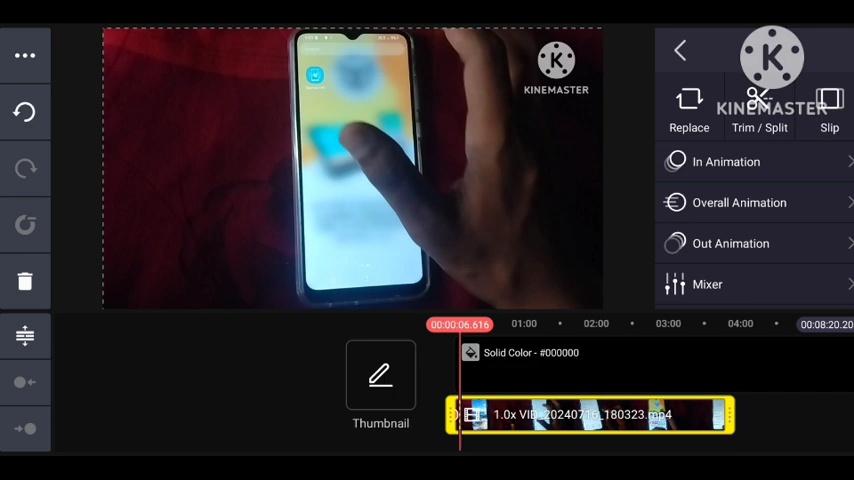 KINEMASTER
KINEMASTER
Replace
Trim / Split
Slip
In Animation
Overall Animation
Out Animation
Mixer
00:00:06.616
01:00
02:00
03:00
04:00
00:08:20.20
Solid Color - #000000
Thumbnail
1.0x VID_20240716_180323.mp4